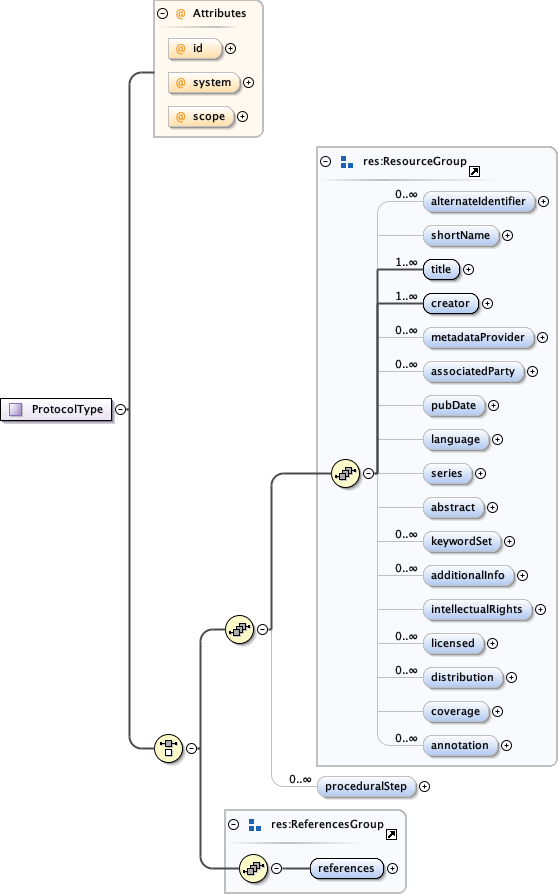 @ Attributes
@ id
@ system
@ scope
res:ResourceGroup
0..∞
alternateIdentifier
shortName
1..∞
title
1..∞
creator
0..∞
metadataProvider
0..∞
associatedParty
ProtocolType
pubDate
language
series
abstract
0..∞
keywordSet
0..∞
additionalInfo
intellectualRights
0..∞
licensed
0..∞
distribution
coverage
0..∞
annotation
0..∞
proceduralStep
res:ReferencesGroup
references